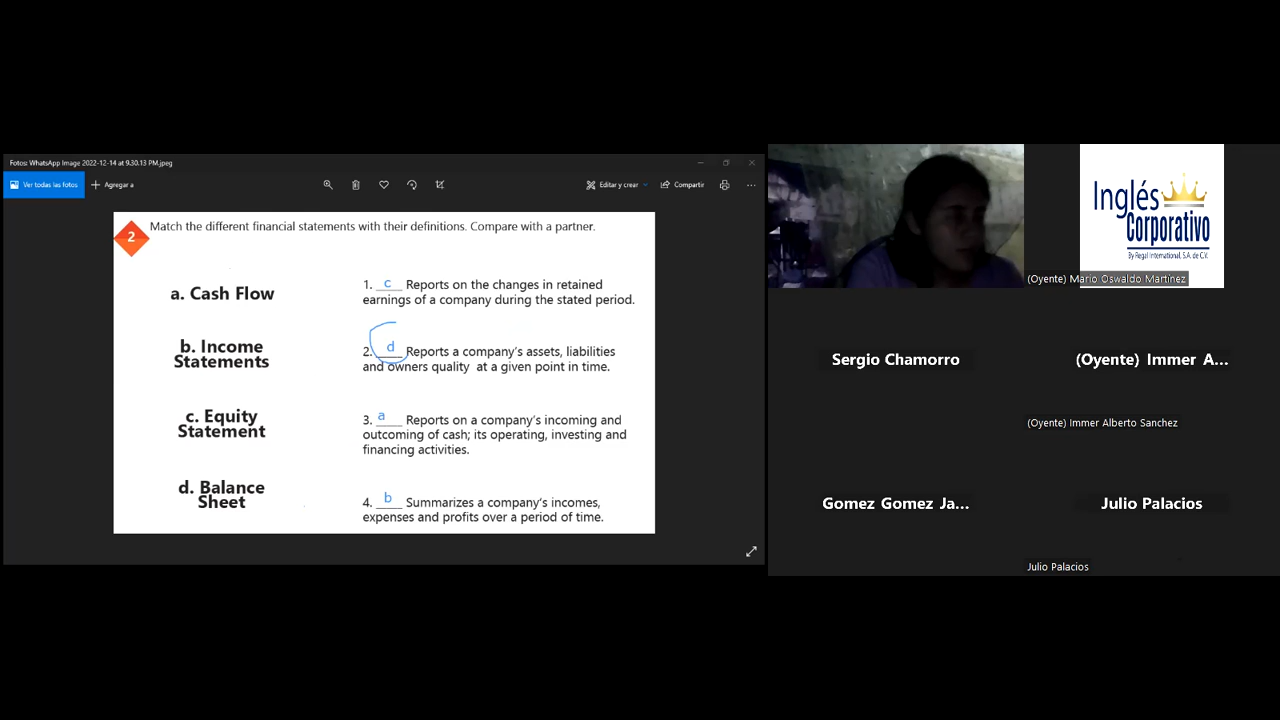 Fotos: WhatsApp Image 2022-12-14 at 9.30.13 PM.jpeg
Ver todas las fotos
Agregar a
Editar y crear
Compartir
2
Match the different financial statements with their definitions. Compare with a partner.
a. Cash Flow
b. Income
Statements
c. Equity
Statement
d. Balance
Sheet
1. c Reports on the changes in retained
earnings of a company during the stated period.
2. d Reports a company's assets, liabilities
and owners quality at a given point in time.
3. a Reports on a company's incoming and
outcoming of cash; its operating, investing and
financing activities.
4. b Summarizes a company's incomes,
expenses and profits over a period of time.
Inglés
Corporativo
By Regal International, S.A. de C.V.
(Oyente) Mario Oswaldo Martínez
Sergio Chamorro
(Oyente) Immer A...
(Oyente) Immer Alberto Sanchez
Gomez Gomez Ja...
Julio Palacios
Julio Palacios